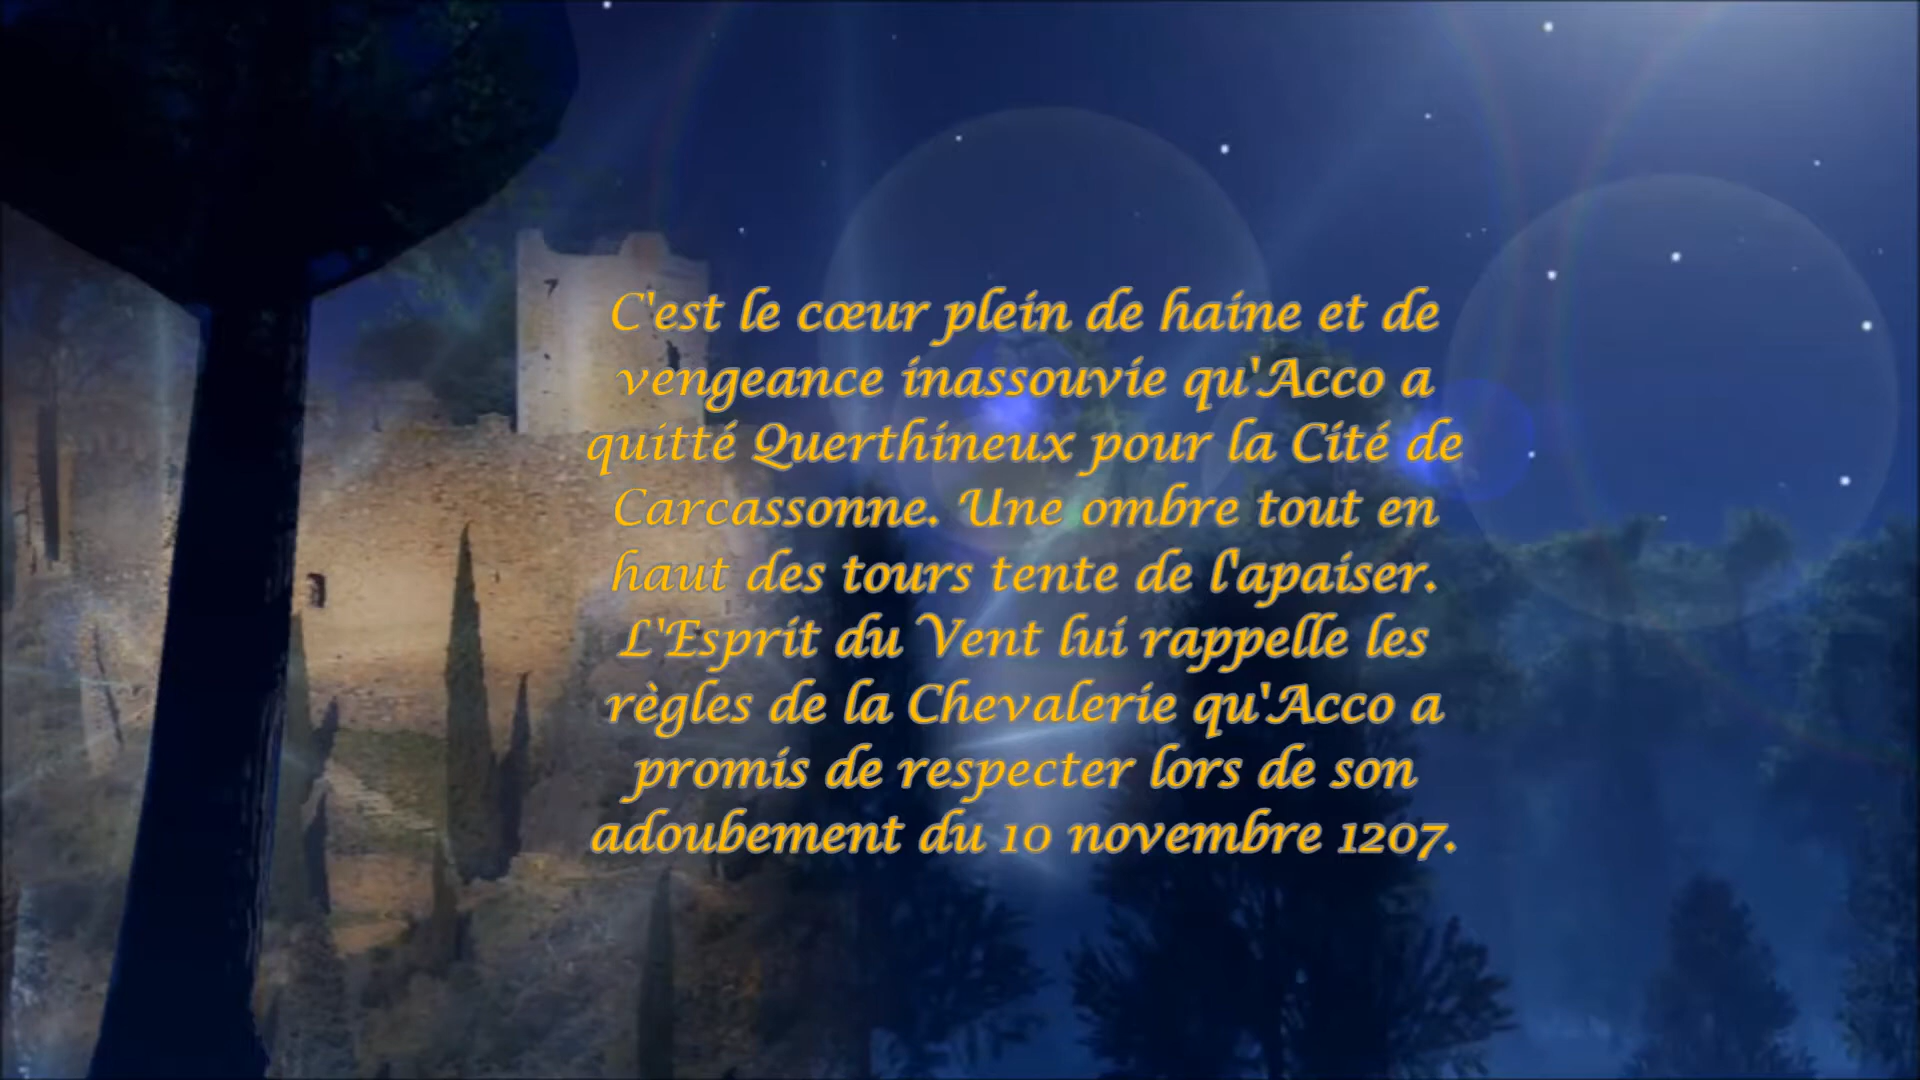 C'est le cœur plein de haine et de
vengeance inassouvie qu'Acco a
quitté Querthineux pour la Cité de
Carcassonne. Une ombre tout en
haut des tours tente de l'apaiser.
L'Esprit du Vent lui rappelle les
règles de la Chevalerie qu'Acco a
promis de respecter lors de son
adoubement du 10 novembre 1207.